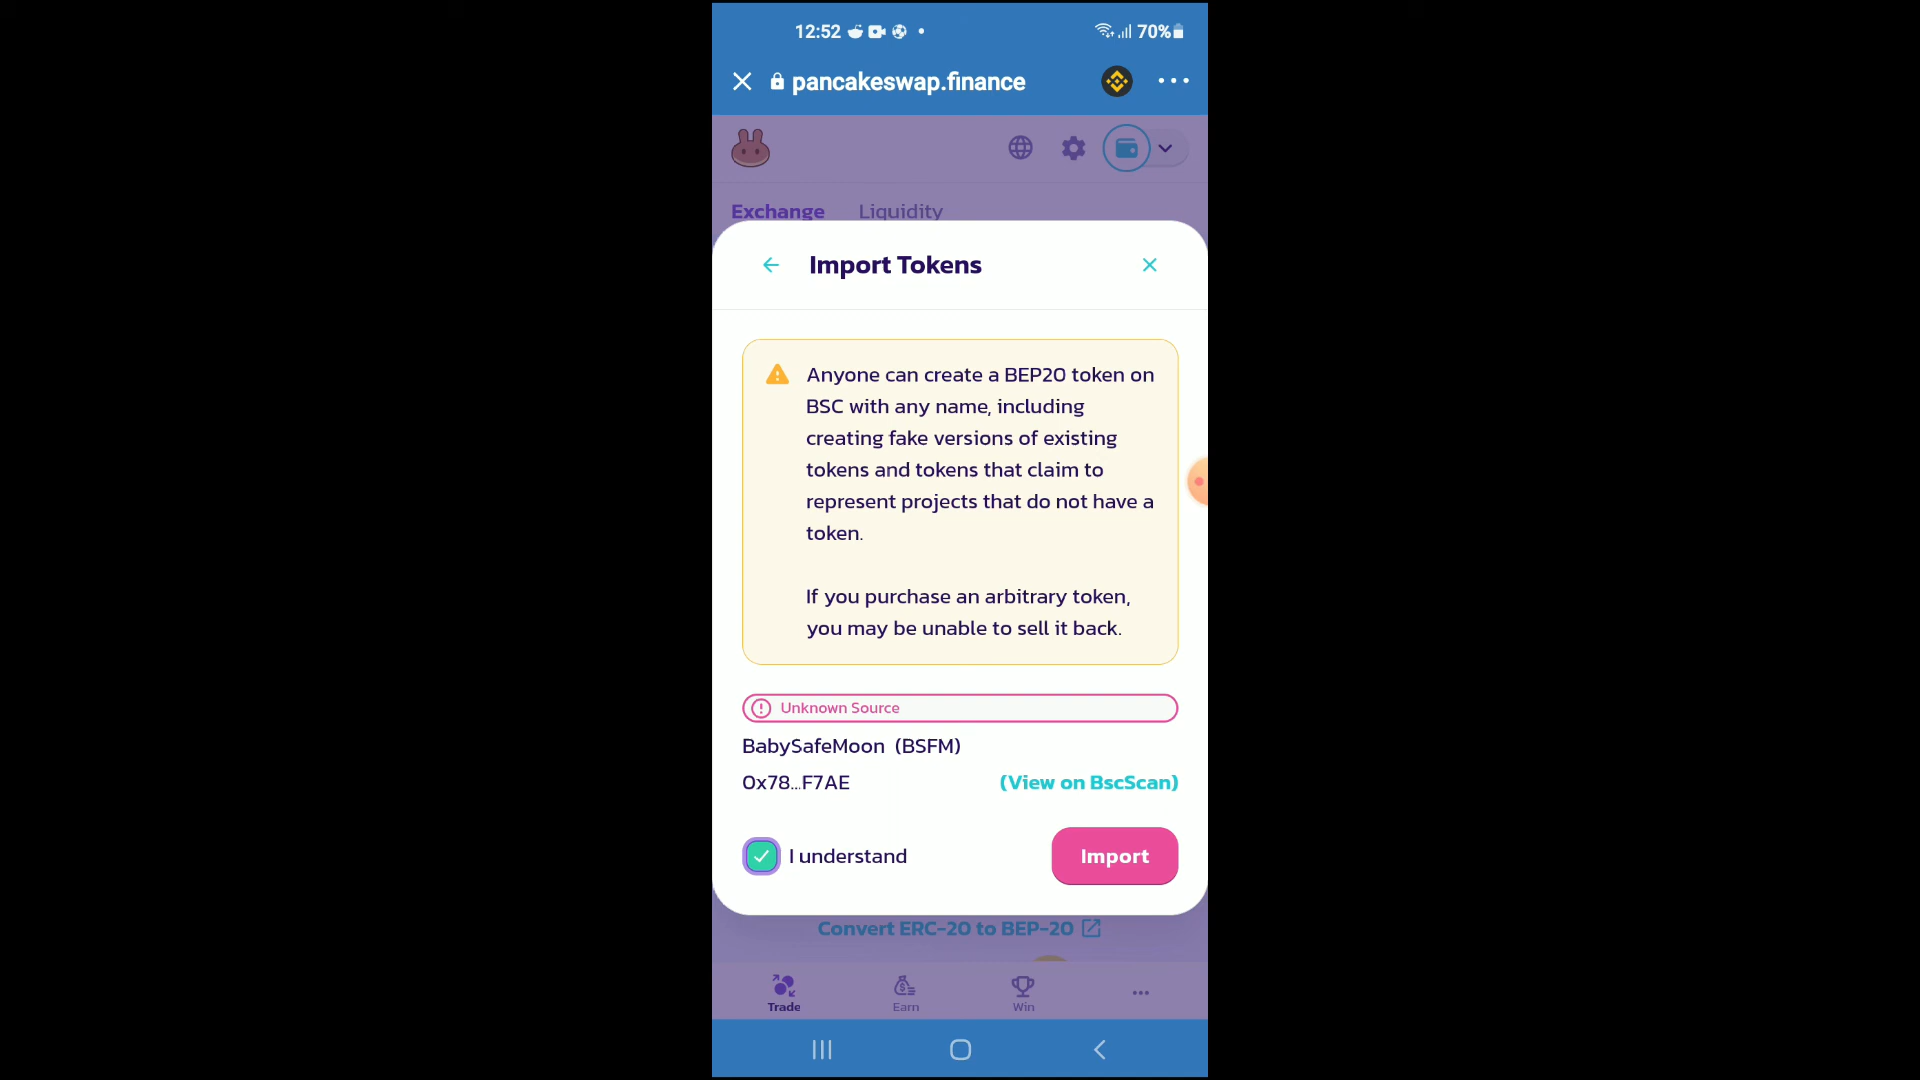 12:52
70%
pancakeswap.finance
Exchange Liquidity
Import Tokens
Anyone can create a BEP20 token on
BSC with any name, including
creating fake versions of existing
tokens and tokens that claim to
represent projects that do not have a
token.
If you purchase an arbitrary token,
you may be unable to sell it back.
Unknown Source
BabySafeMoon (BSFM)
0x78...F7AE (View on BscScan)
I understand Import
Convert ERC-20 to BEP-20
Trade Earn Win